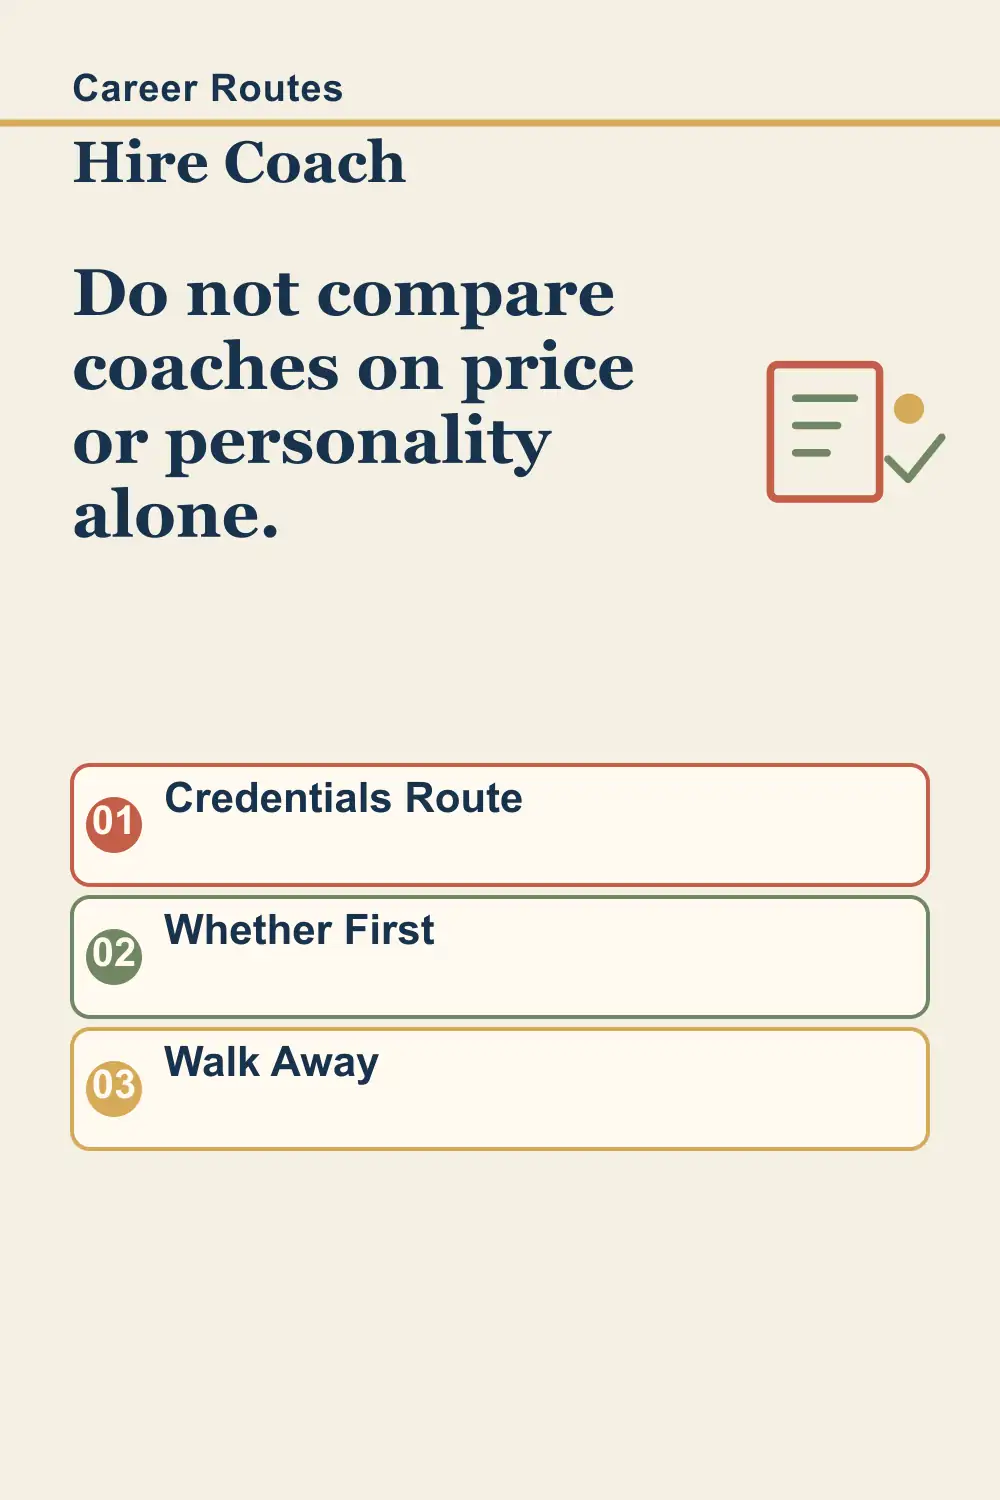 Career Routes
Hire Coach
Do not compare
coaches on price
or personality
alone.
01 Credentials Route
02 Whether First
03 Walk Away